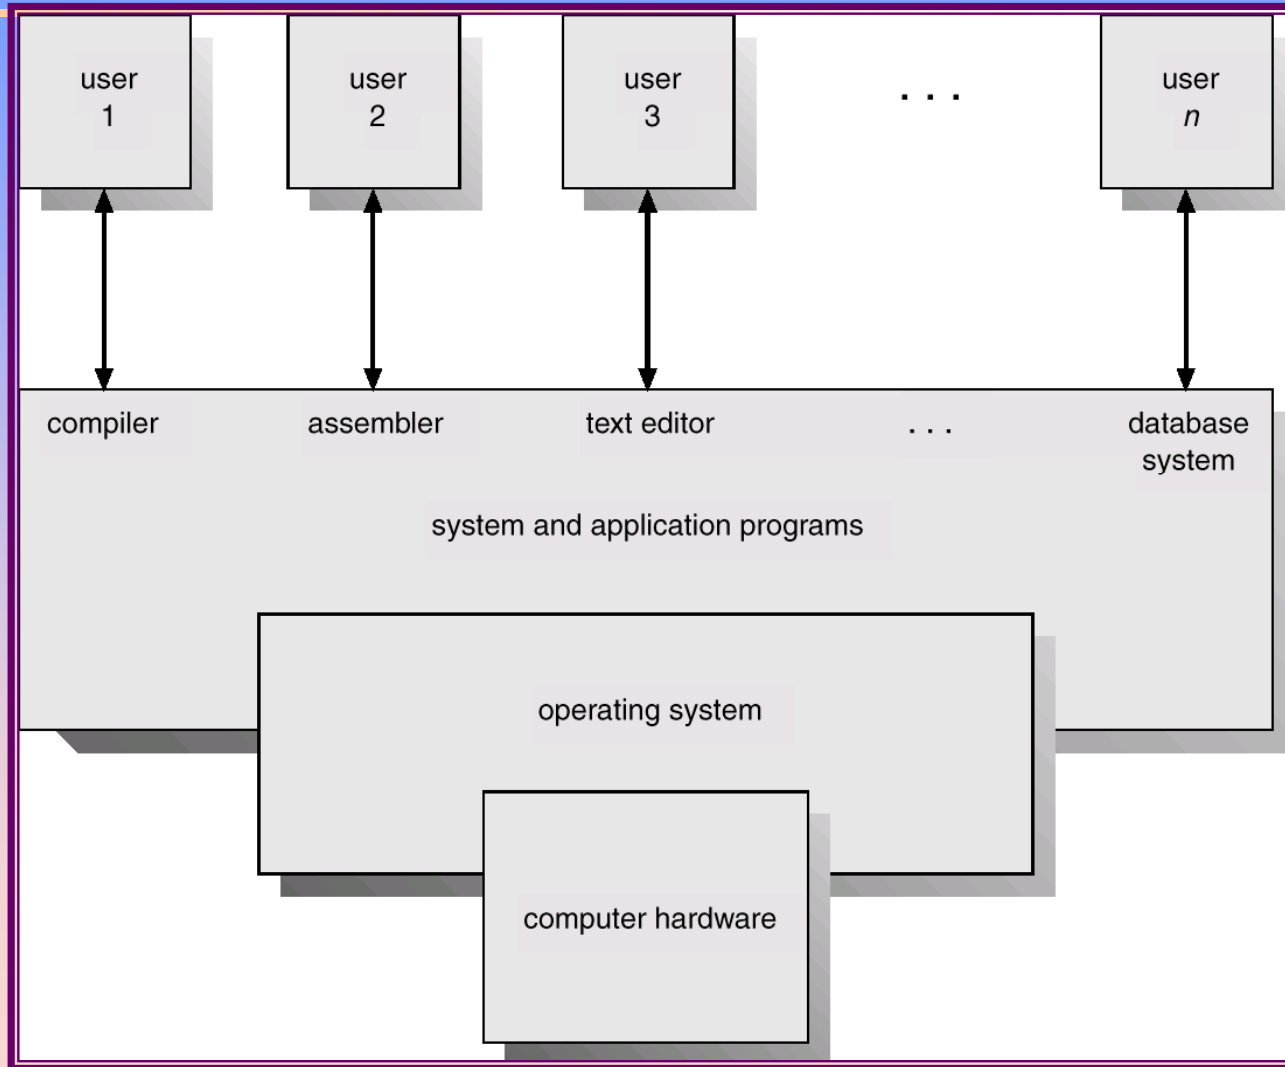 user
1
user
2
user
3
. . .
user
n
compiler
assembler
text editor
. . .
database
system
system and application programs
operating system
computer hardware